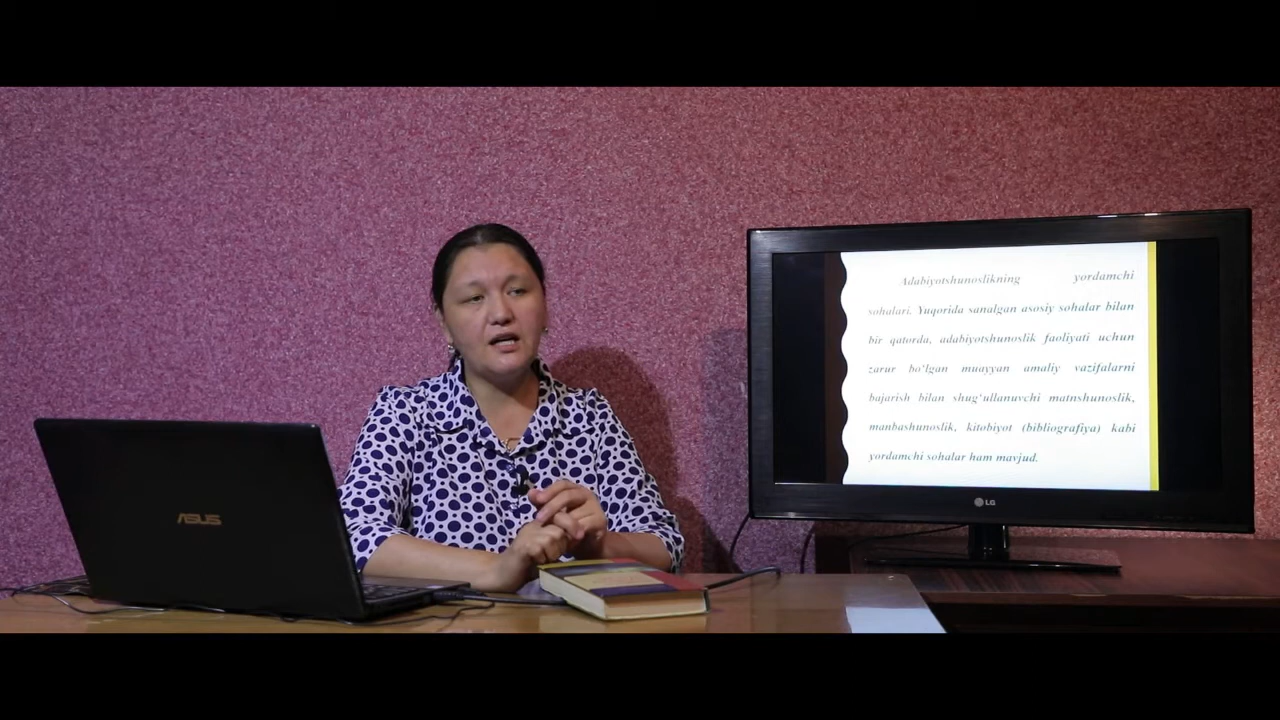 Adabiyotshunoslikning yordamchi
sohalari. Yuqorida sanalgan asosiy sohalar bilan
bir qatorda, adabiyotshunoslik faoliyati uchun
zarur bo‘lgan muayyan amaliy vazifalarni
bajarish bilan shug‘ullanuvchi matnshunoslik,
manbashunoslik, kitobiyot (bibliografiya) kabi
yordamchi sohalar ham mavjud.
LG
ASUS